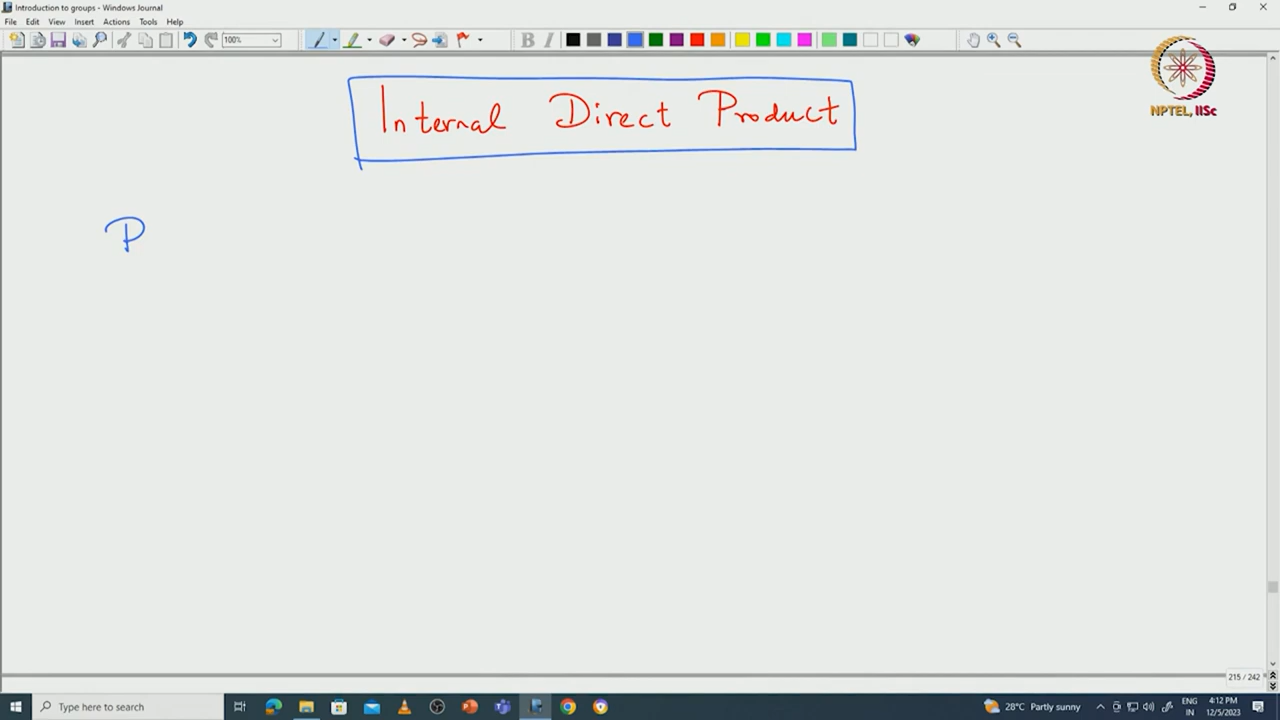 Introduction to groups - Windows Journal
File Edit View Insert Actions Tools Help
100%
B I
NPTEL, IISc
Internal Direct Product
P
215 / 242
Type here to search
28°C Partly sunny
ENG
IN
4:12 PM
12/5/2023